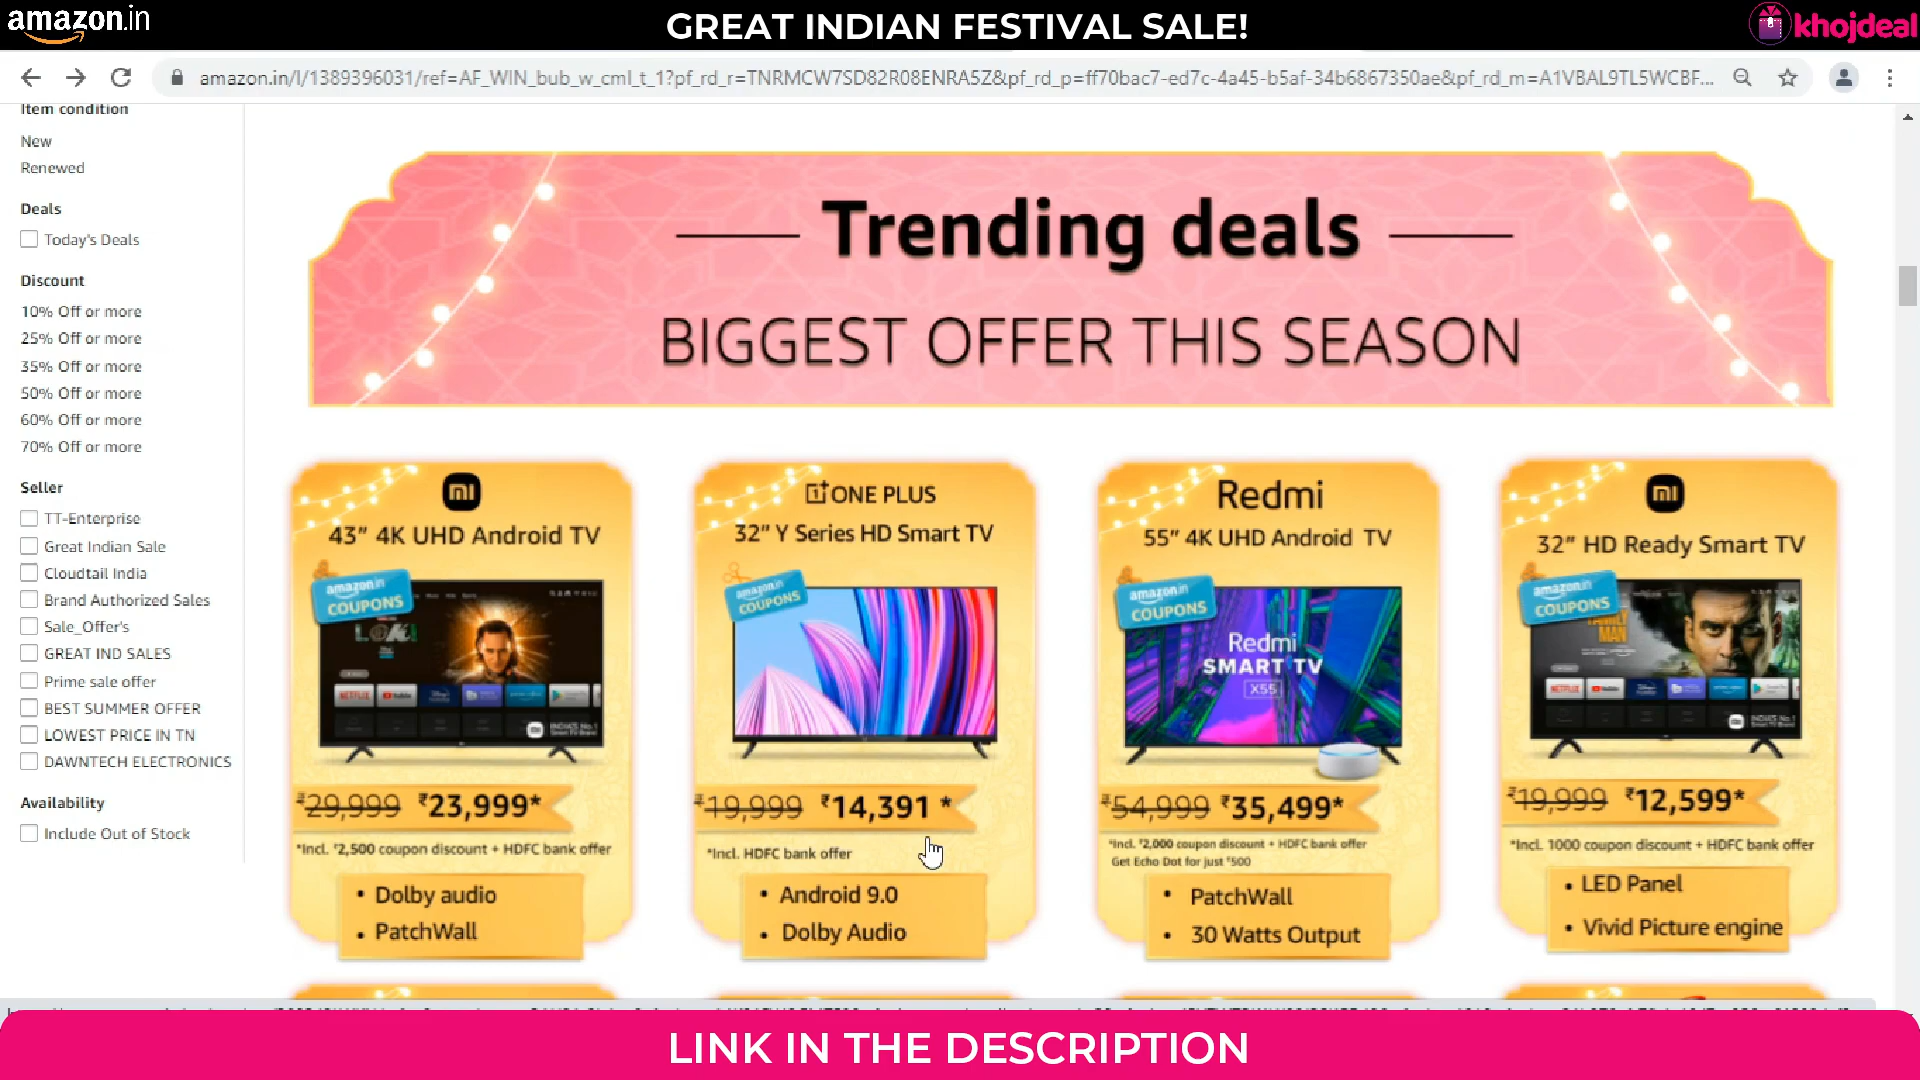 amazon.in
GREAT INDIAN FESTIVAL SALE!
khojdeal
amazon.in/l/1389396031/ref=AF_WIN_bub_w_cml_t_1?pf_rd_r=TNRMCW7SD82R08ENRA5Z&pf_rd_p=ff70bac7-ed7c-4a45-b5af-34b6867350ae&pf_rd_m=A1VBAL9TL5WCBF...
Item condition
New
Renewed
Deals
Today's Deals
Discount
10% Off or more
25% Off or more
35% Off or more
50% Off or more
60% Off or more
70% Off or more
Seller
TT-Enterprise
Great Indian Sale
Cloudtail India
Brand Authorized Sales
Sale_Offer's
GREAT IND SALES
Prime sale offer
BEST SUMMER OFFER
LOWEST PRICE IN TN
DAWNTECH ELECTRONICS
Availability
Include Out of Stock
Trending deals
BIGGEST OFFER THIS SEASON
mi
43” 4K UHD Android TV
amazon.in
COUPONS
LOKI
NETFLIX
YouTube
₹29,999 ₹23,999*
*Incl. ₹2,500 coupon discount + HDFC bank offer
• Dolby audio
• PatchWall
ONE PLUS
32” Y Series HD Smart TV
amazon.in
COUPONS
₹19,999 ₹14,391 *
*Incl. HDFC bank offer
• Android 9.0
• Dolby Audio
Redmi
55” 4K UHD Android TV
amazon.in
COUPONS
Redmi
SMART TV
X55
₹54,999 ₹35,499*
*Incl. ₹2,000 coupon discount + HDFC bank offer
Get Echo Dot for just ₹500
• PatchWall
• 30 Watts Output
mi
32” HD Ready Smart TV
amazon.in
COUPONS
FAMILY
MAN
NETFLIX
YouTube
₹19,999 ₹12,599*
*Incl. 1000 coupon discount + HDFC bank offer
• LED Panel
• Vivid Picture engine
LINK IN THE DESCRIPTION